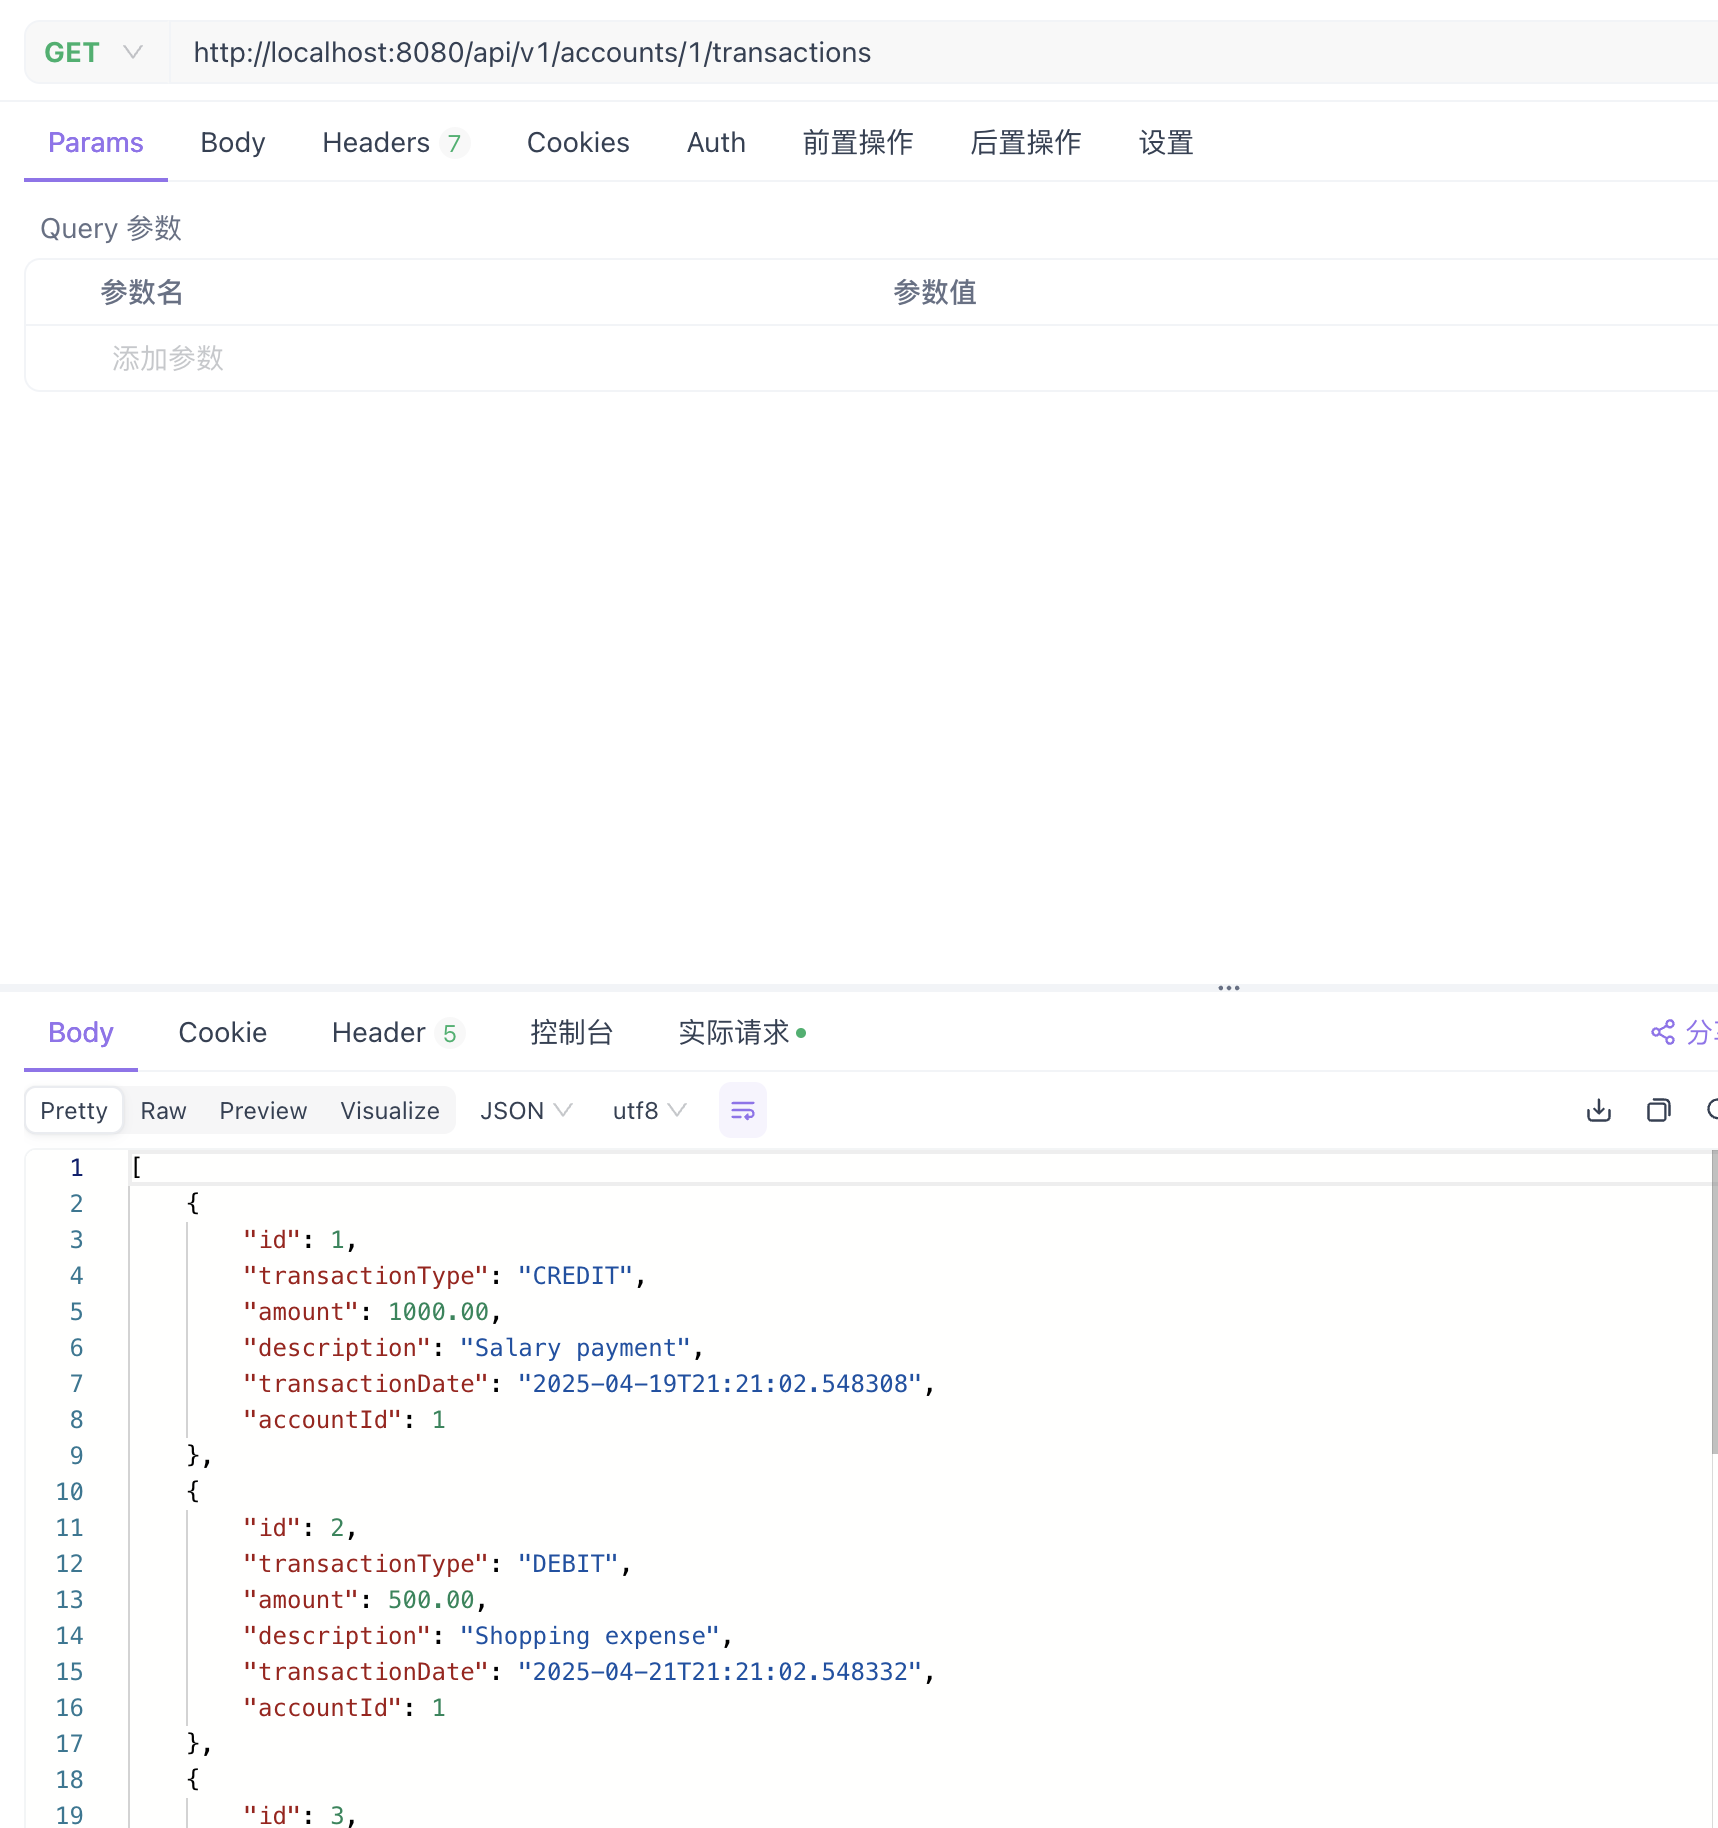 GET http://localhost:8080/api/v1/accounts/1/transactions
Params Body Headers 7 Cookies Auth 前置操作 后置操作 设置
Query 参数
参数名 参数值
添加参数
Body Cookie Header 5 控制台 实际请求
Pretty Raw Preview Visualize JSON utf8
1 [
2 {
3 "id": 1,
4 "transactionType": "CREDIT",
5 "amount": 1000.00,
6 "description": "Salary payment",
7 "transactionDate": "2025-04-19T21:21:02.548308",
8 "accountId": 1
9 },
10 {
11 "id": 2,
12 "transactionType": "DEBIT",
13 "amount": 500.00,
14 "description": "Shopping expense",
15 "transactionDate": "2025-04-21T21:21:02.548332",
16 "accountId": 1
17 },
18 {
19 "id": 3,